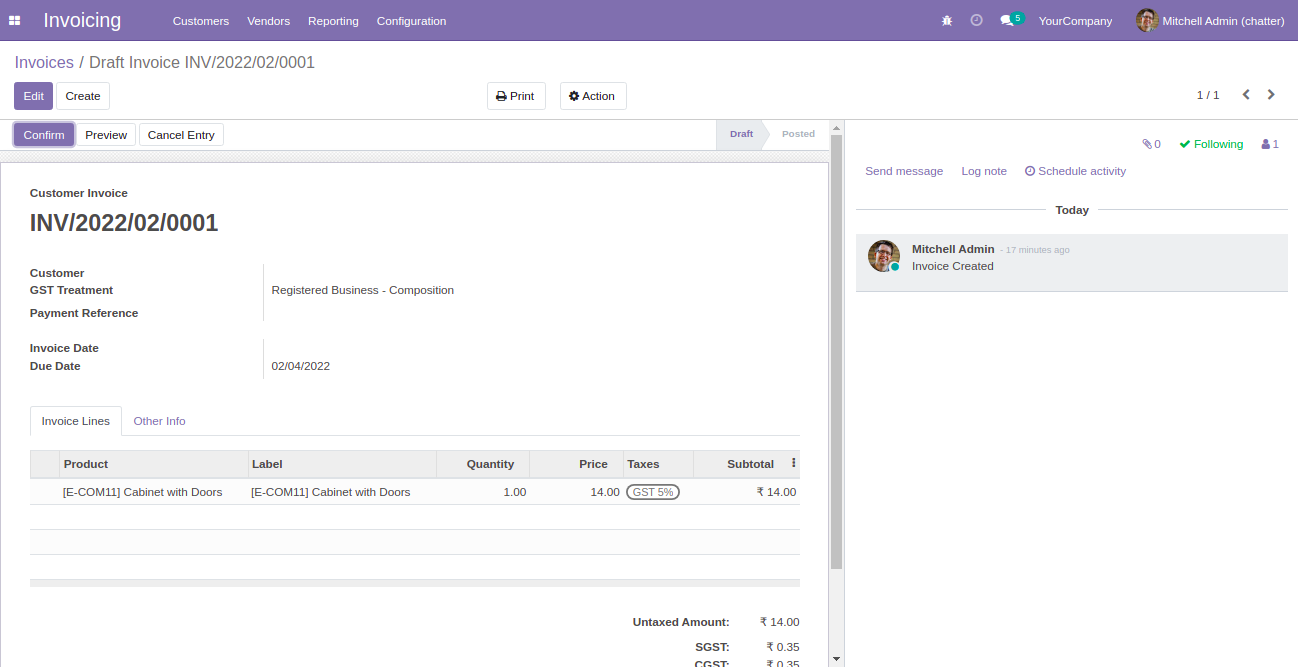 Invoicing Customers Vendors Reporting Configuration 5 YourCompany Mitchell Admin (chatter)
Invoices / Draft Invoice INV/2022/02/0001
Edit Create Print Action 1 / 1
Confirm Preview Cancel Entry Draft Posted
0 Following 1
Send message Log note Schedule activity
Today
Mitchell Admin - 17 minutes ago
Invoice Created
Customer Invoice
INV/2022/02/0001
Customer
GST Treatment Registered Business - Composition
Payment Reference
Invoice Date
Due Date 02/04/2022
Invoice Lines Other Info
Product Label Quantity Price Taxes Subtotal
[E-COM11] Cabinet with Doors [E-COM11] Cabinet with Doors 1.00 14.00 GST 5% ₹ 14.00
Untaxed Amount: ₹ 14.00
SGST: ₹ 0.35
CGST: ₹ 0.35